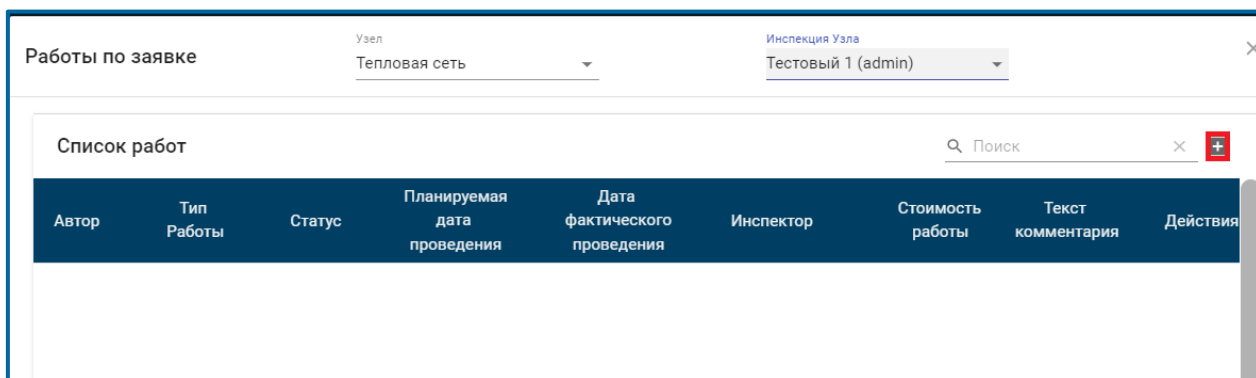 Работы по заявке
Узел
Тепловая сеть
Инспекция Узла
Тестовый 1 (admin)
Список работ
Поиск
Автор
Тип
Работы
Статус
Планируемая
дата
проведения
Дата
фактического
проведения
Инспектор
Стоимость
работы
Текст
комментария
Действия